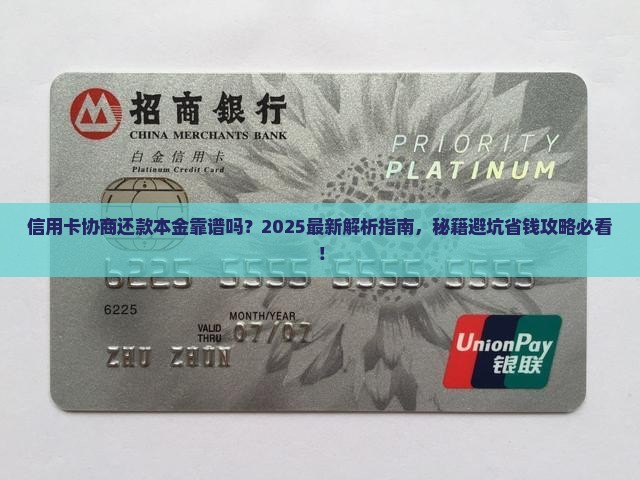 招商銀行
CHINA MERCHANTS BANK
白金信用卡
Platinum Credit Card
PRIORITY
PLATINUM
信用卡协商还款本金靠谱吗？2025最新解析指南，秘籍避坑省钱攻略必看
！
6225 5555 5555 5555
6225
MONTH/YEAR
VALID
THRU
07/07
UnionPay
银联